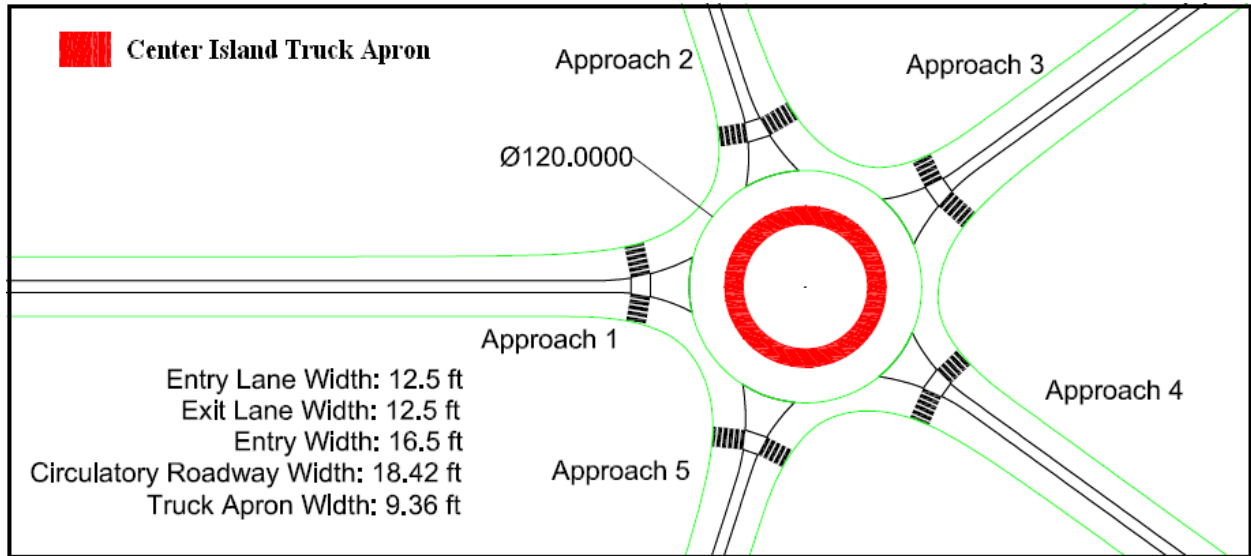 Center Island Truck Apron
Approach 2
Approach 3
Ø120.0000
Approach 1
Entry Lane Width: 12.5 ft
Exit Lane Width: 12.5 ft
Entry Width: 16.5 ft
Circulatory Roadway Width: 18.42 ft
Truck Apron Width: 9.36 ft
Approach 4
Approach 5